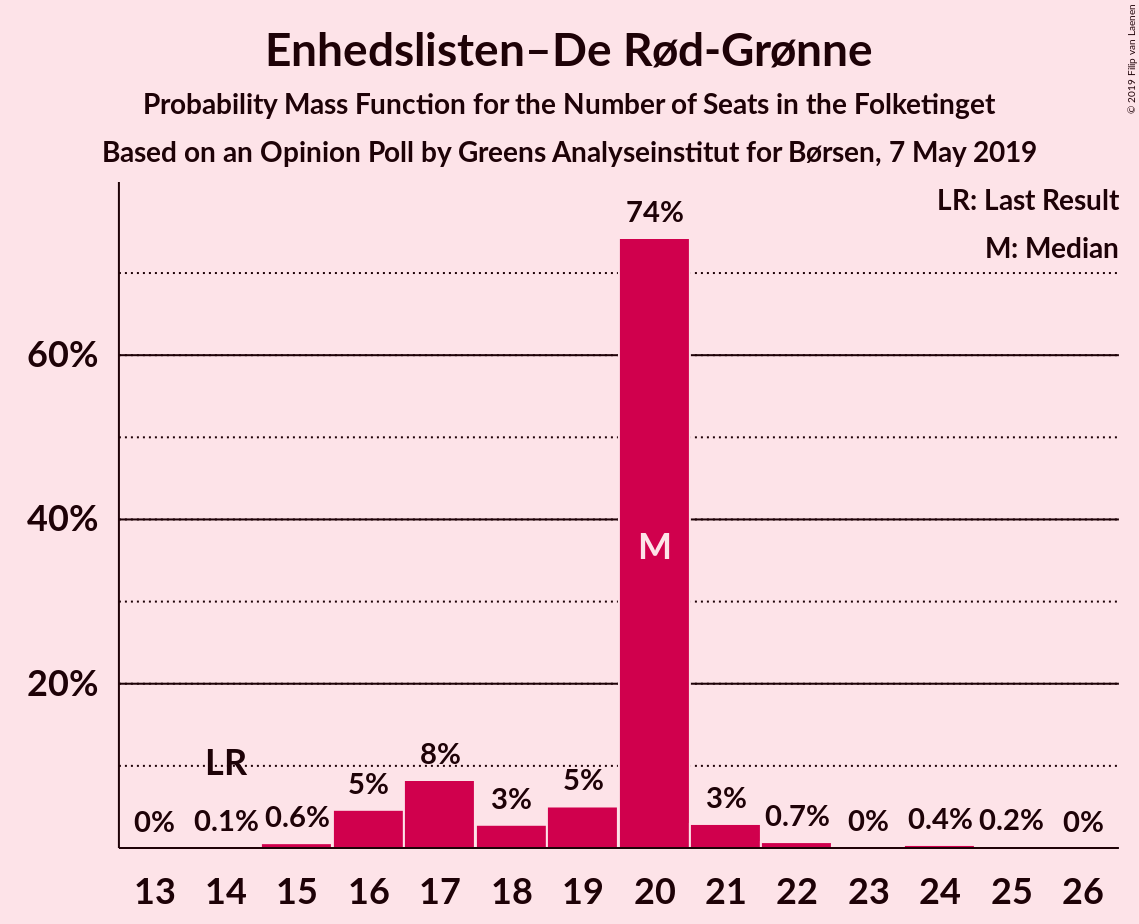 Enhedslisten–De Rød-Grønne
Probability Mass Function for the Number of Seats in the Folketinget
Based on an Opinion Poll by Greens Analyseinstitut for Børsen, 7 May 2019
© 2019 Filip van Laenen
LR: Last Result
M: Median
60%
40%
20%
0% 0.1% 0.6% 5% 8% 3% 5% 74% 3% 0.7% 0% 0.4% 0.2% 0%
LR
M
13 14 15 16 17 18 19 20 21 22 23 24 25 26